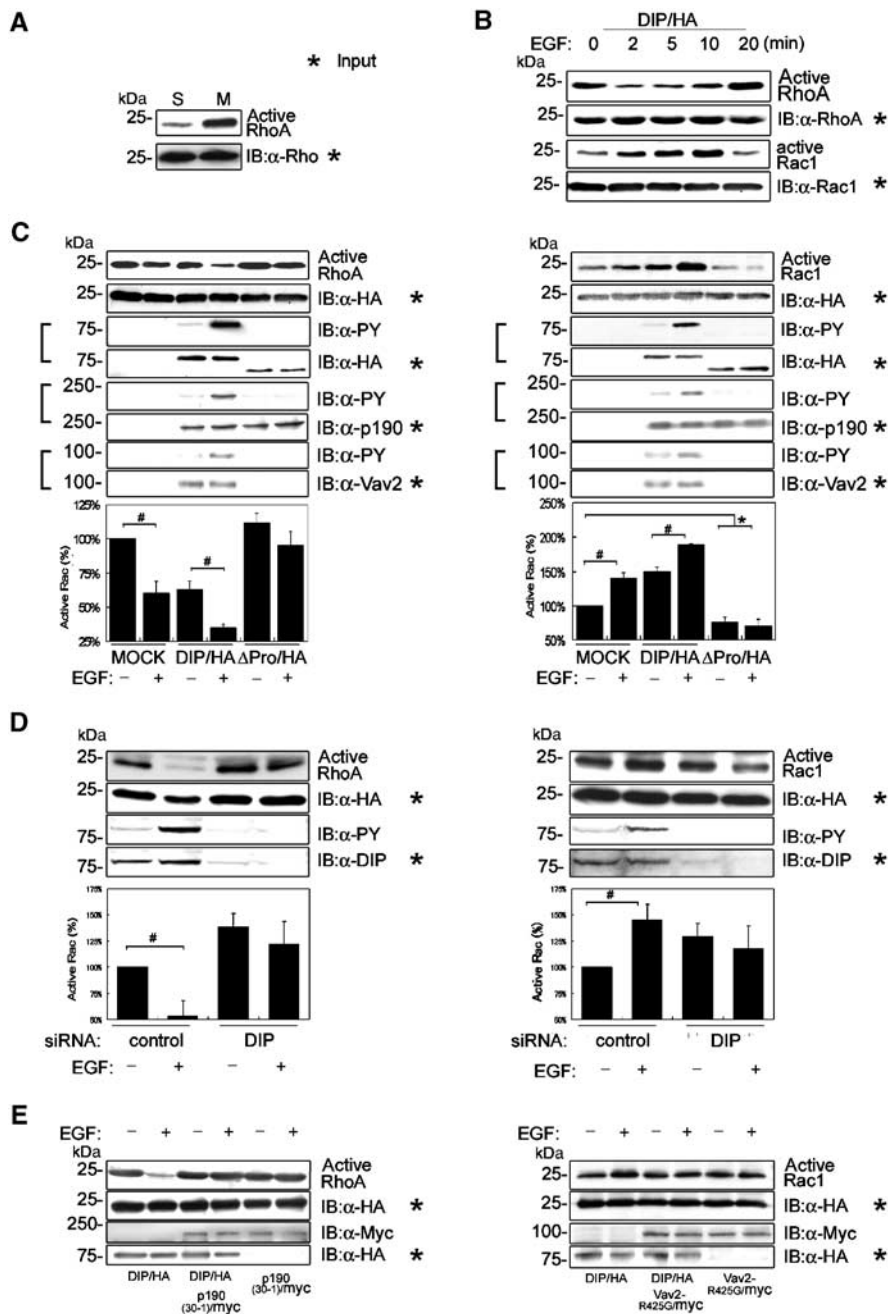 A
* Input
kDa S M
25- Active RhoA
25- IB:α-Rho *
B
DIP/HA
EGF: 0 2 5 10 20 (min)
25- Active RhoA
25- IB:α-RhoA *
25- active Rac1
25- IB:α-Rac1 *
C
kDa
25- Active RhoA
25- IB:α-HA *
75- IB:α-PY
75- IB:α-HA *
250- IB:α-PY
250- IB:α-p190 *
100- IB:α-PY
100- IB:α-Vav2 *
Active Rac (%)
125%
100%
75%
50%
25%
# #
MOCK DIP/HA ΔPro/HA
EGF: − + − + − +
kDa
25- Active Rac1
25- IB:α-HA *
75- IB:α-PY
75- IB:α-HA *
250- IB:α-PY
250- IB:α-p190 *
100- IB:α-PY
100- IB:α-Vav2 *
Active Rac (%)
250%
200%
150%
100%
50%
# # *
MOCK DIP/HA ΔPro/HA
EGF: − + − + − +
D
kDa
25- Active RhoA
25- IB:α-HA *
75- IB:α-PY
75- IB:α-DIP *
Active Rac (%)
175%
150%
125%
100%
75%
50%
#
siRNA: control DIP
EGF: − + − +
kDa
25- Active Rac1
25- IB:α-HA *
75- IB:α-PY
75- IB:α-DIP *
Active Rac (%)
175%
150%
125%
100%
75%
50%
#
siRNA: control DIP
EGF: − + − +
E
EGF: − + − + − +
kDa
25- Active RhoA
25- IB:α-HA *
250- IB:α-Myc
75- IB:α-HA *
DIP/HA DIP/HA p190 (30-1)/myc p190 (30-1)/myc
EGF: − + − + − +
kDa
25- Active Rac1
25- IB:α-HA *
100- IB:α-Myc
75- IB:α-HA *
DIP/HA DIP/HA Vav2-R425G/myc Vav2-R425G/myc